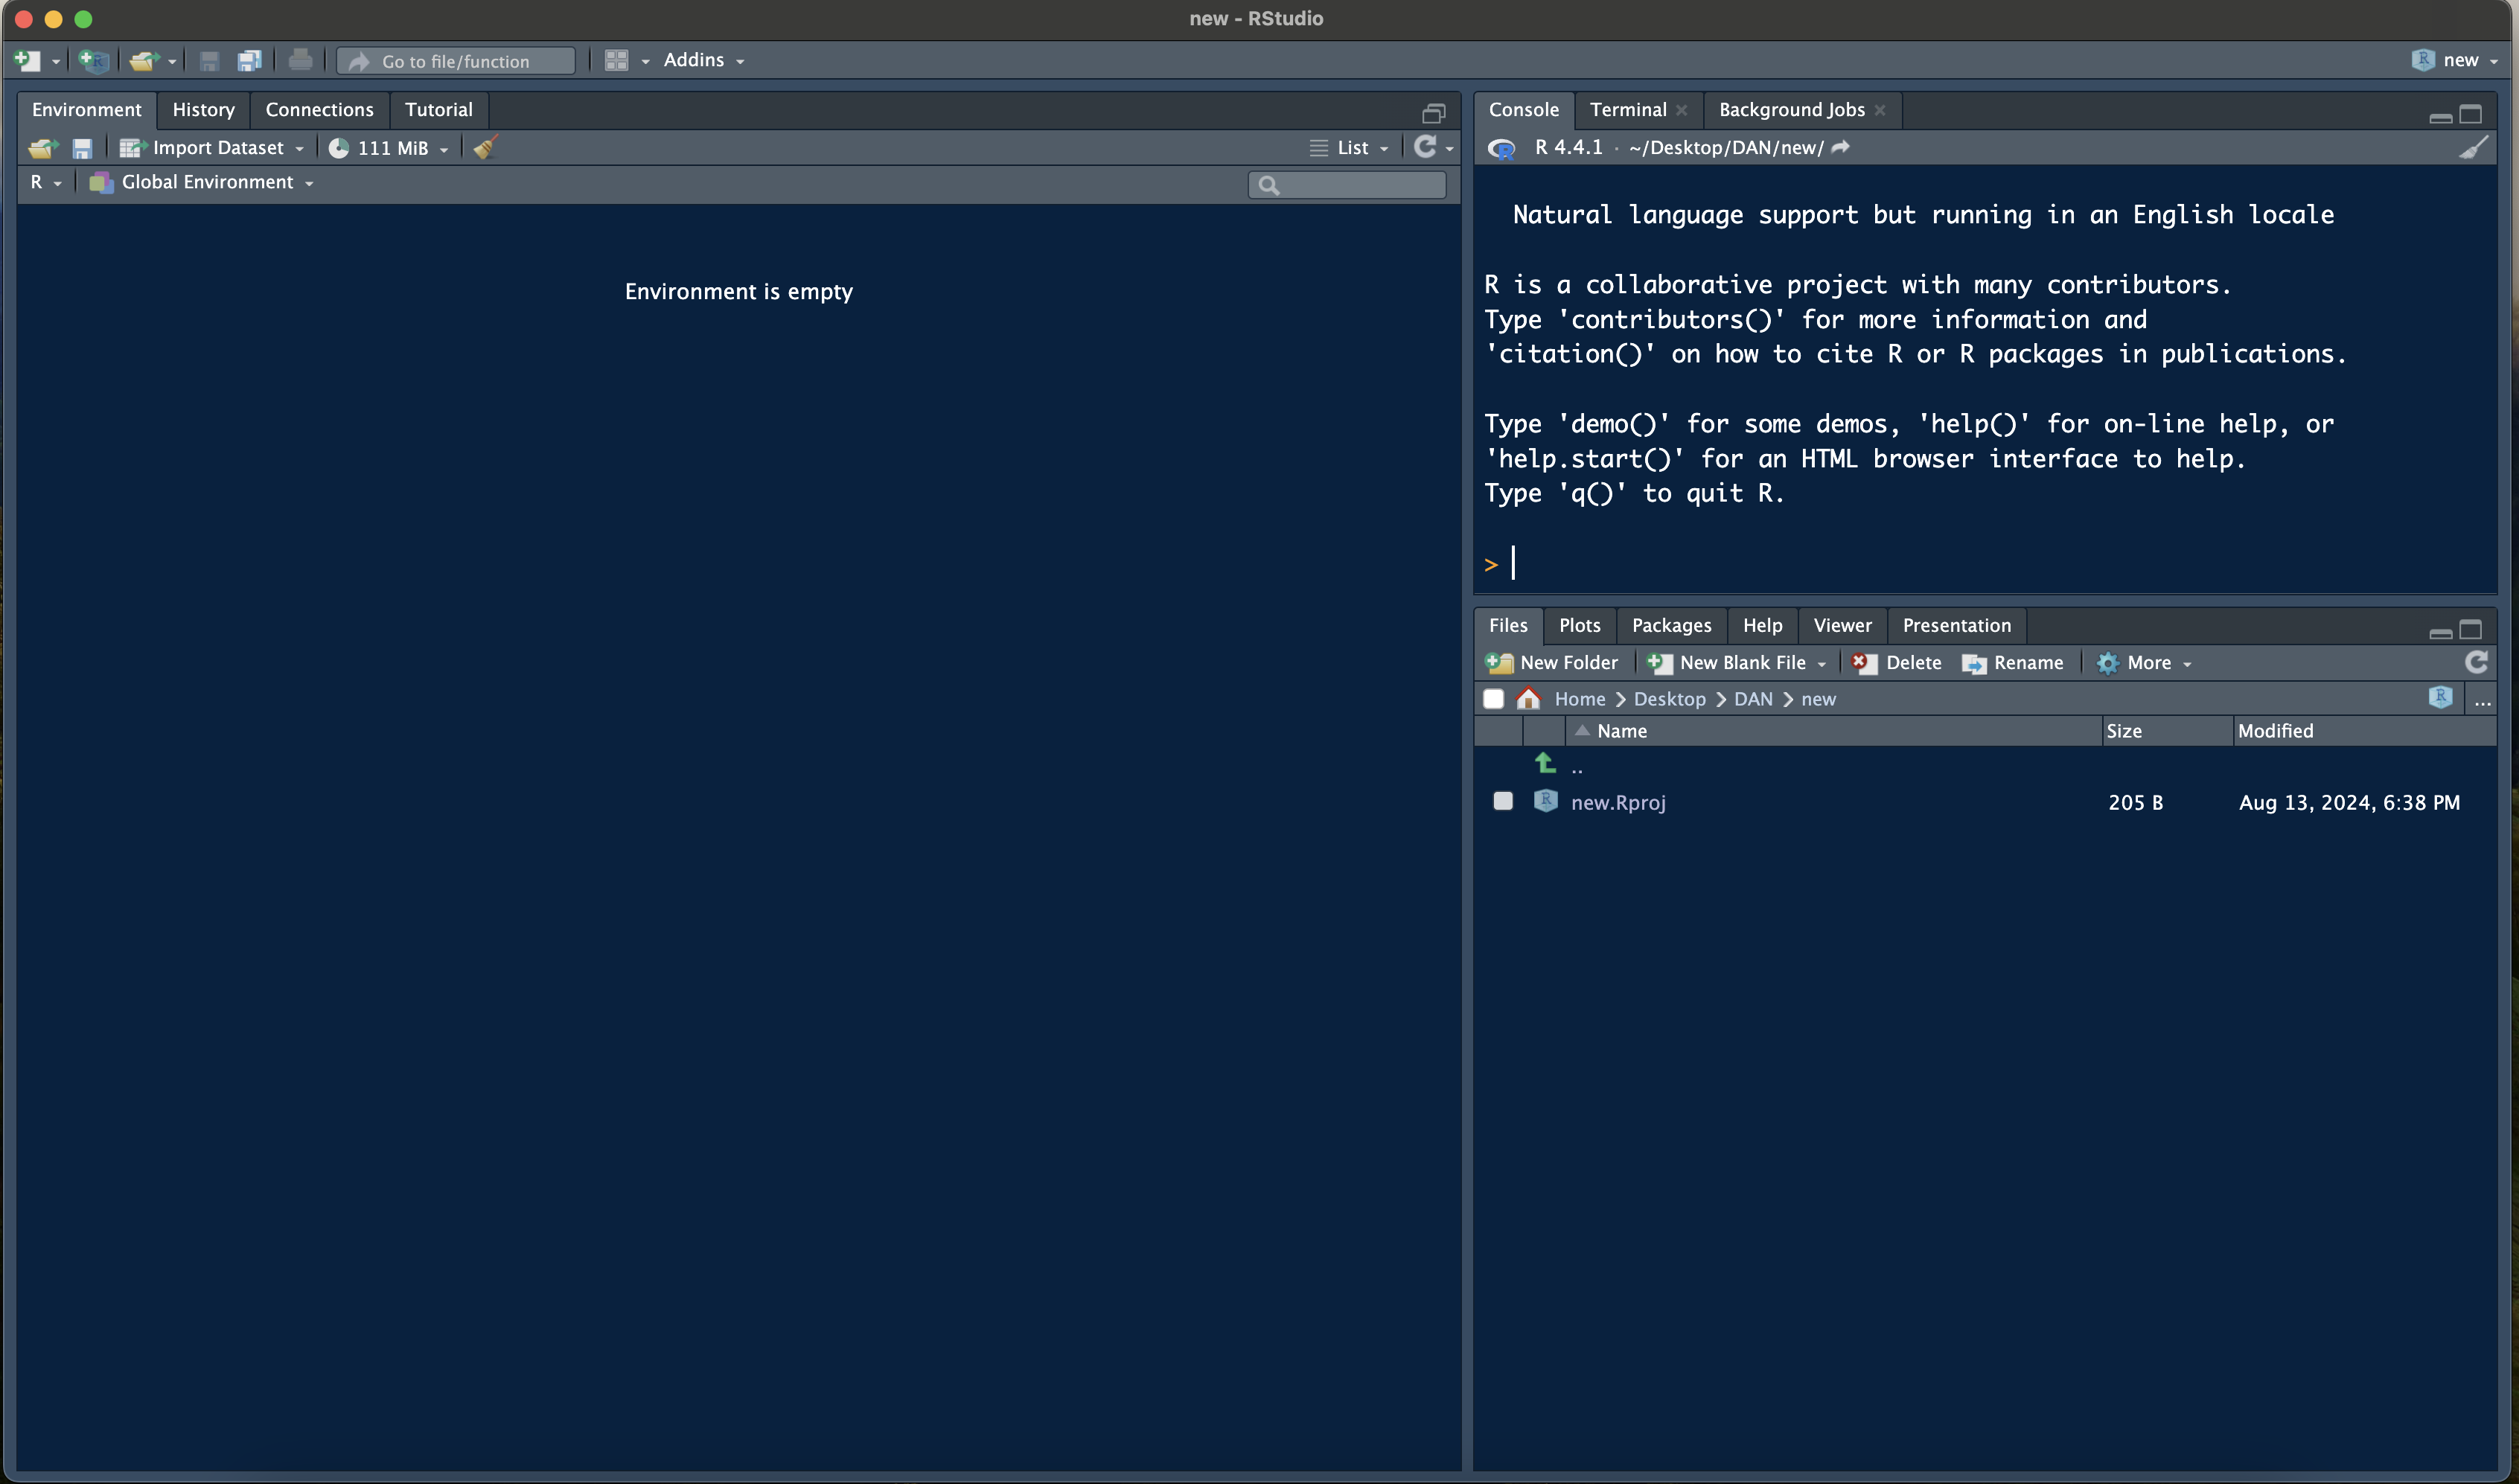 new - RStudio
Go to file/function
Addins
new
Environment
History
Connections
Tutorial
Import Dataset
111 MiB
List
R
Global Environment
Environment is empty
Console
Terminal
Background Jobs
R 4.4.1 · ~/Desktop/DAN/new/
Natural language support but running in an English locale
R is a collaborative project with many contributors.
Type 'contributors()' for more information and
'citation()' on how to cite R or R packages in publications.
Type 'demo()' for some demos, 'help()' for on-line help, or
'help.start()' for an HTML browser interface to help.
Type 'q()' to quit R.
>
Files
Plots
Packages
Help
Viewer
Presentation
New Folder
New Blank File
Delete
Rename
More
Home
Desktop
DAN
new
...
Name
Size
Modified
..
new.Rproj
205 B
Aug 13, 2024, 6:38 PM